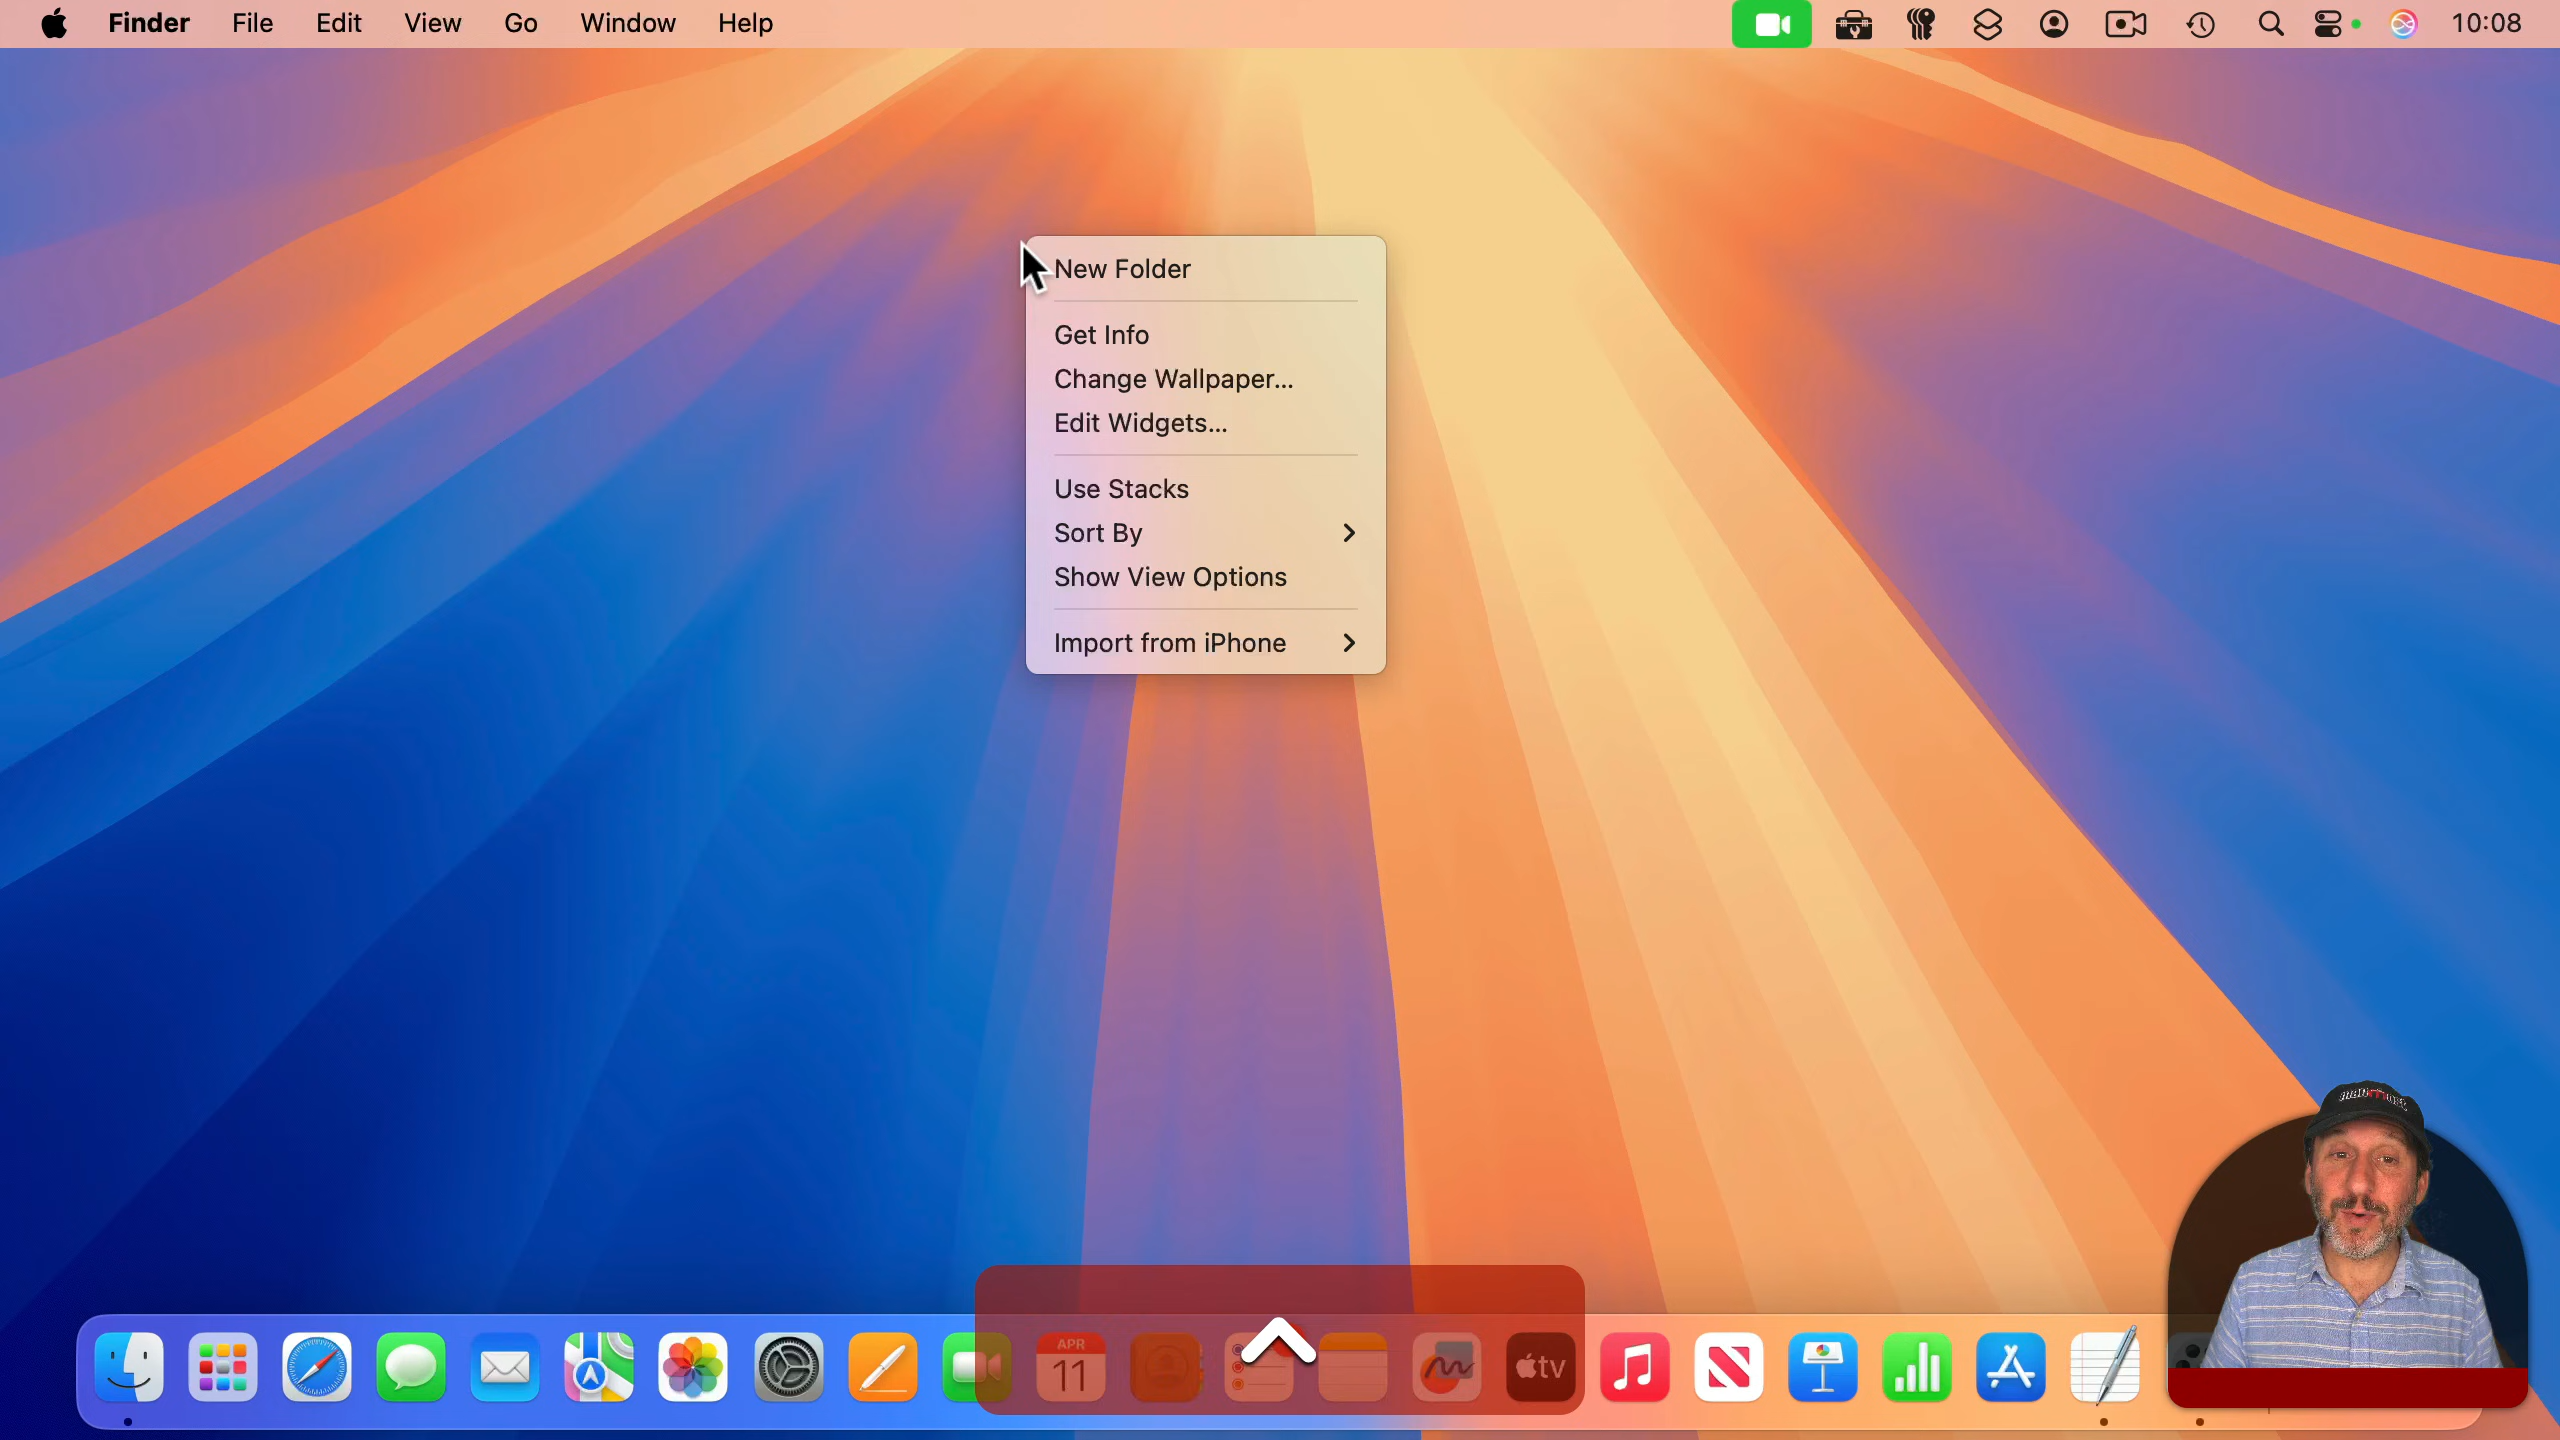 Finder File Edit View Go Window Help 10:08
New Folder
Get Info
Change Wallpaper...
Edit Widgets...
Use Stacks
Sort By
Show View Options
Import from iPhone
APR
11
tv